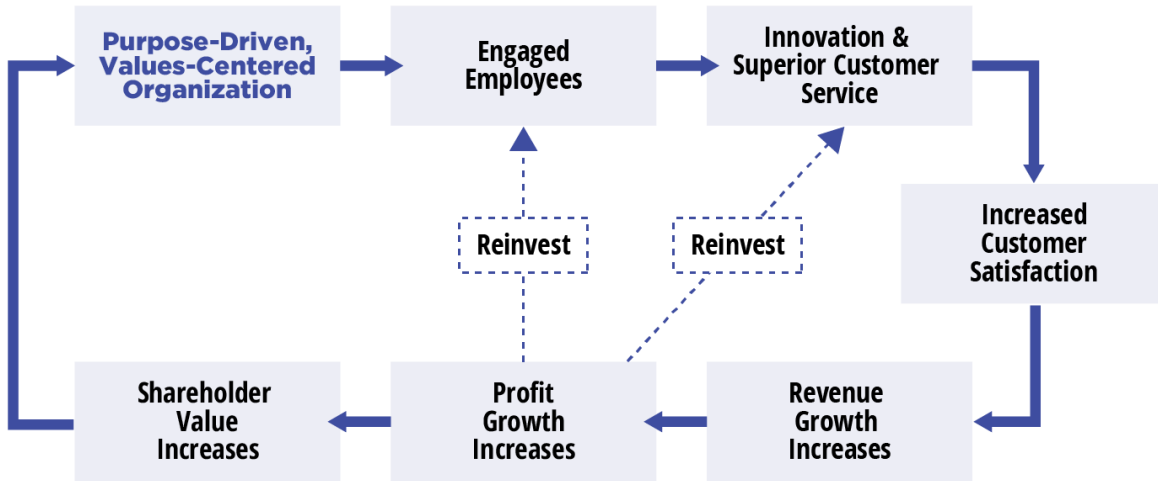 Purpose-Driven,
Values-Centered
Organization
Engaged
Employees
Innovation &
Superior Customer
Service
Increased
Customer
Satisfaction
Reinvest
Reinvest
Shareholder
Value
Increases
Profit
Growth
Increases
Revenue
Growth
Increases